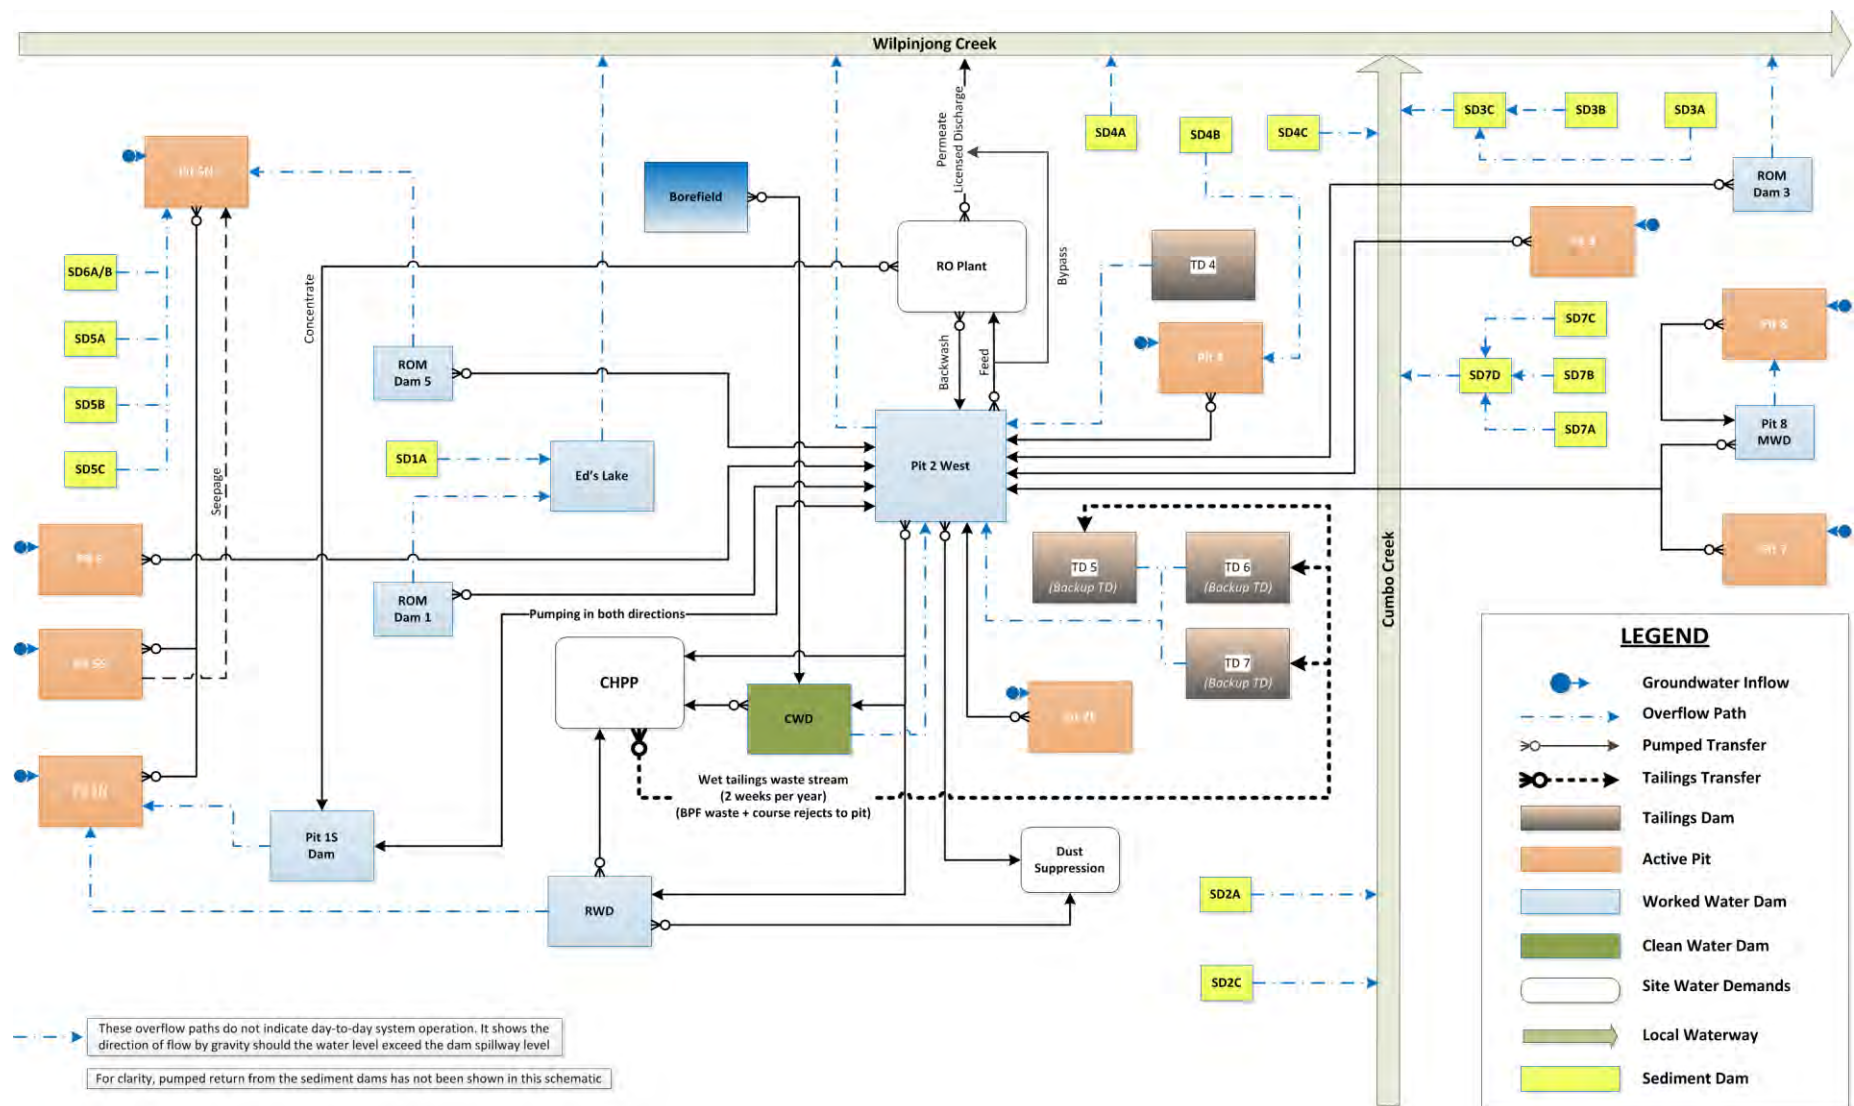 Wilpinjong Creek
SD3C
SD3B
SD3A
SD4A
SD4B
SD4C
Permeate
Licensed Discharge
ROM
Dam 3
Pit 5N
Borefield
RO Plant
Bypass
TD 4
SD6A/B
SD5A
SD5B
SD5C
Concentrate
Seepage
ROM
Dam 5
Backwash
Feed
Pit 8
SD7C
SD7D
SD7B
SD7A
Pit 8
MWD
SD1A
Ed's Lake
Pit 2 West
ROM
Dam 1
Pumping in both directions
TD 5
(Backup TD)
TD 6
(Backup TD)
TD 7
(Backup TD)
Cumbo Creek
CHPP
CWD
Wet tailings waste stream
(2 weeks per year)
(BPF waste + course rejects to pit)
Pit 1S
Dam
RWD
Dust
Suppression
SD2A
SD2C
LEGEND
Groundwater Inflow
Overflow Path
Pumped Transfer
Tailings Transfer
Tailings Dam
Active Pit
Worked Water Dam
Clean Water Dam
Site Water Demands
Local Waterway
Sediment Dam
These overflow paths do not indicate day-to-day system operation. It shows the
direction of flow by gravity should the water level exceed the dam spillway level
For clarity, pumped return from the sediment dams has not been shown in this schematic